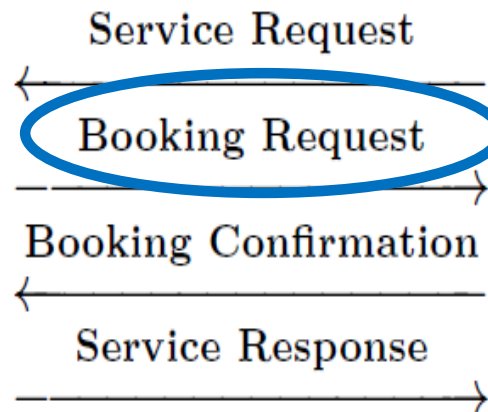 Service Request
Booking Request
Booking Confirmation
Service Response